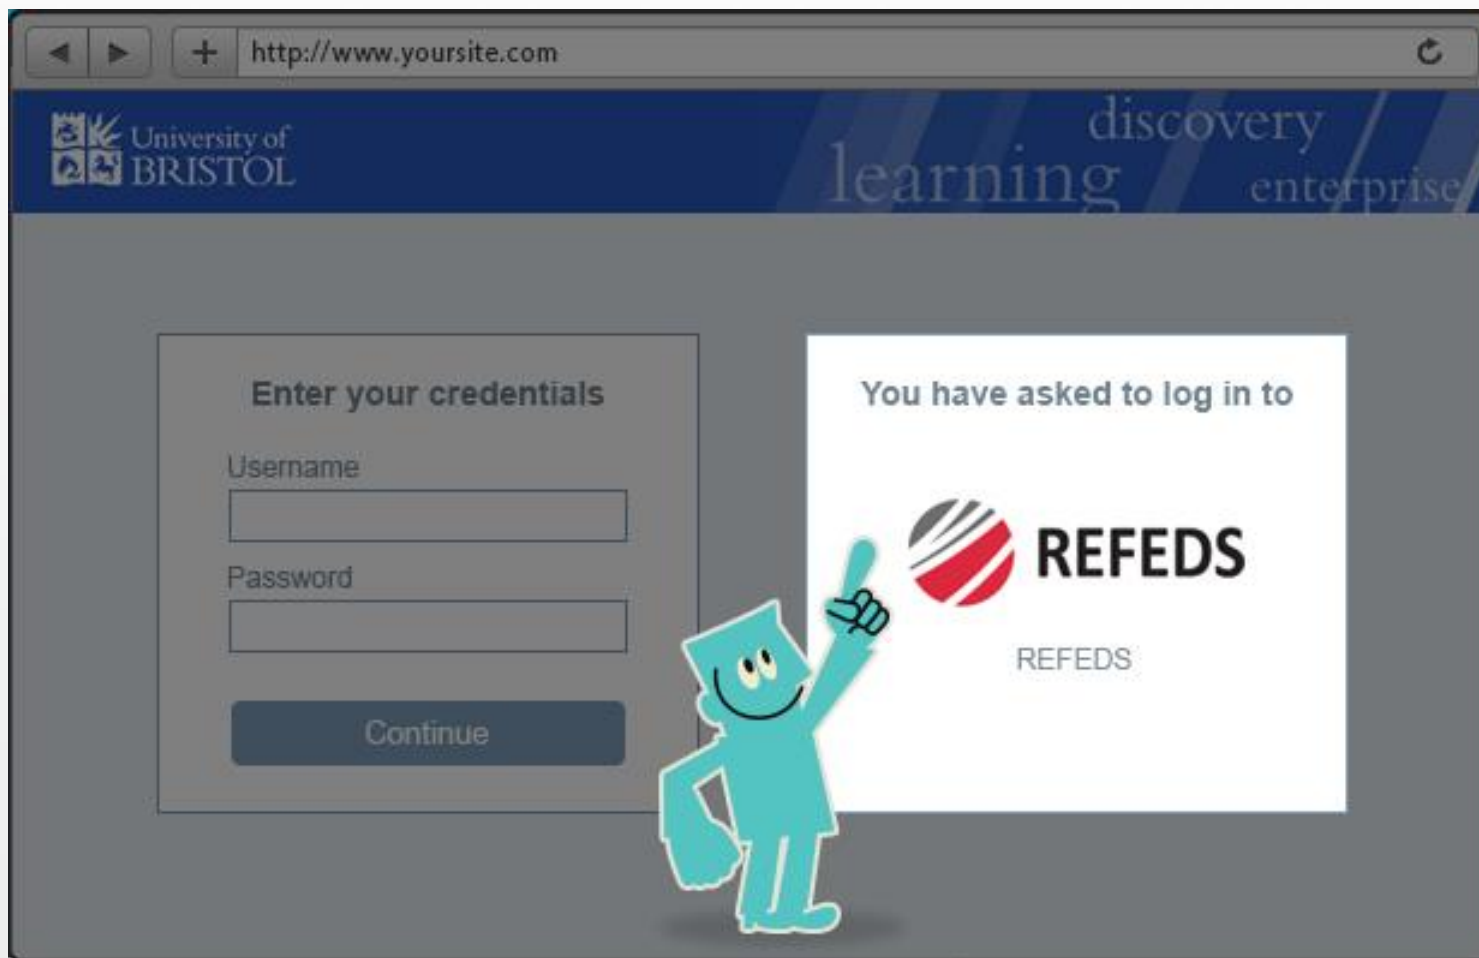 http://www.yoursite.com
University of
BRISTOL
discovery
learning
enterprise
Enter your credentials
Username
Password
Continue
You have asked to log in to
REFEDS
REFEDS